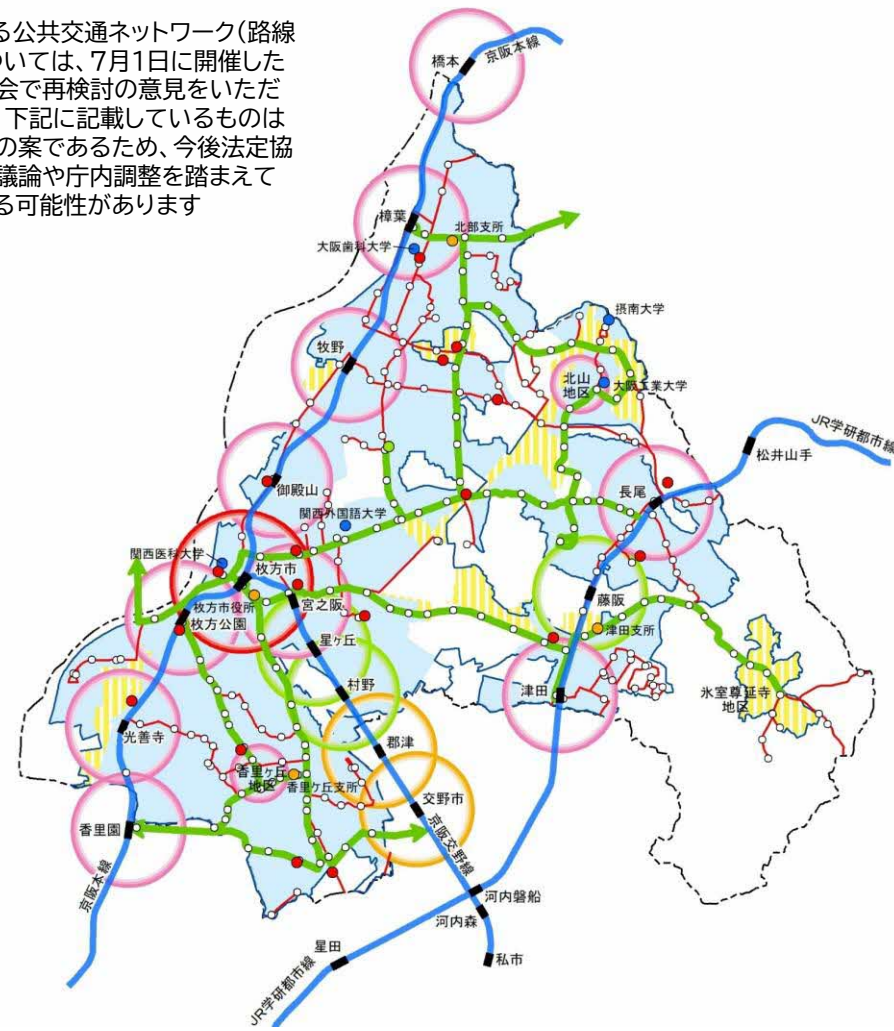 る公共交通ネットワーク(路線
ついては、7月1日に開催した
会で再検討の意見をいただ
下記に記載しているものは
の案であるため、今後法定協
議論や庁内調整を踏まえて
る可能性があります
橋本
京阪本線
樟葉
北部支所
大阪歯科大学
摂南大学
牧野
北山
地区
大阪工業大学
JR学研都市線
松井山手
御殿山
長尾
関西外国語大学
関西医科大学
枚方市
藤阪
宮之阪
枚方市役所
枚方公園
津田支所
星ヶ丘
村野
津田
氷室尊延寺
地区
光善寺
郡津
香里ヶ丘
地区
香里ケ丘支所
交野市
香里園
京阪交野線
京阪本線
河内磐船
河内森
星田
私市
JR学研都市線